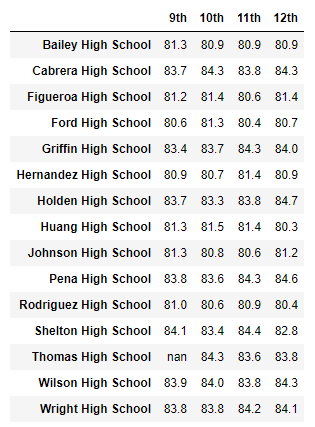 9th 10th 11th 12th
Bailey High School 81.3 80.9 80.9 80.9
Cabrera High School 83.7 84.3 83.8 84.3
Figueroa High School 81.2 81.4 80.6 81.4
Ford High School 80.6 81.3 80.4 80.7
Griffin High School 83.4 83.7 84.3 84.0
Hernandez High School 80.9 80.7 81.4 80.9
Holden High School 83.7 83.3 83.8 84.7
Huang High School 81.3 81.5 81.4 80.3
Johnson High School 81.3 80.8 80.6 81.2
Pena High School 83.8 83.6 84.3 84.6
Rodriguez High School 81.0 80.6 80.9 80.4
Shelton High School 84.1 83.4 84.4 82.8
Thomas High School nan 84.3 83.6 83.8
Wilson High School 83.9 84.0 83.8 84.3
Wright High School 83.8 83.8 84.2 84.1